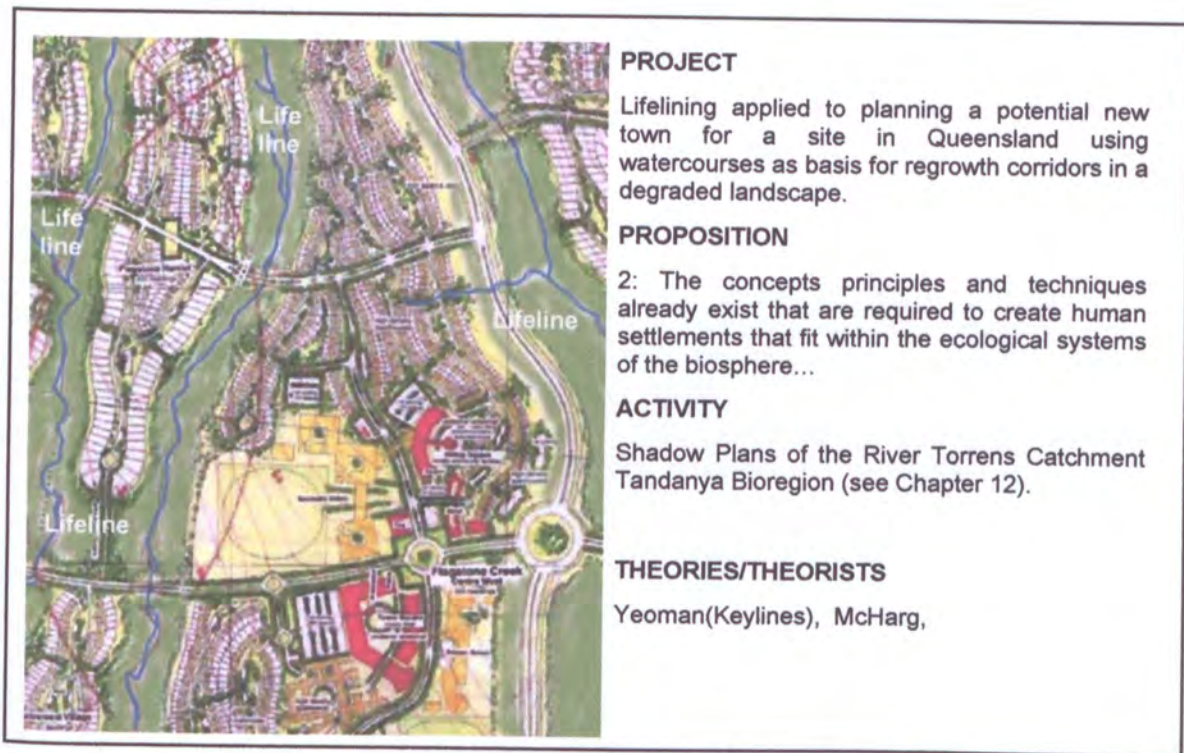 Life
line
Life
line
Lifeline
Lifeline
Flagstone Creek
PROJECT
Lifelining applied to planning a potential new
town for a site in Queensland using
watercourses as basis for regrowth corridors in a
degraded landscape.
PROPOSITION
2: The concepts principles and techniques
already exist that are required to create human
settlements that fit within the ecological systems
of the biosphere...
ACTIVITY
Shadow Plans of the River Torrens Catchment
Tandanya Bioregion (see Chapter 12).
THEORIES/THEORISTS
Yeoman(Keylines), McHarg,